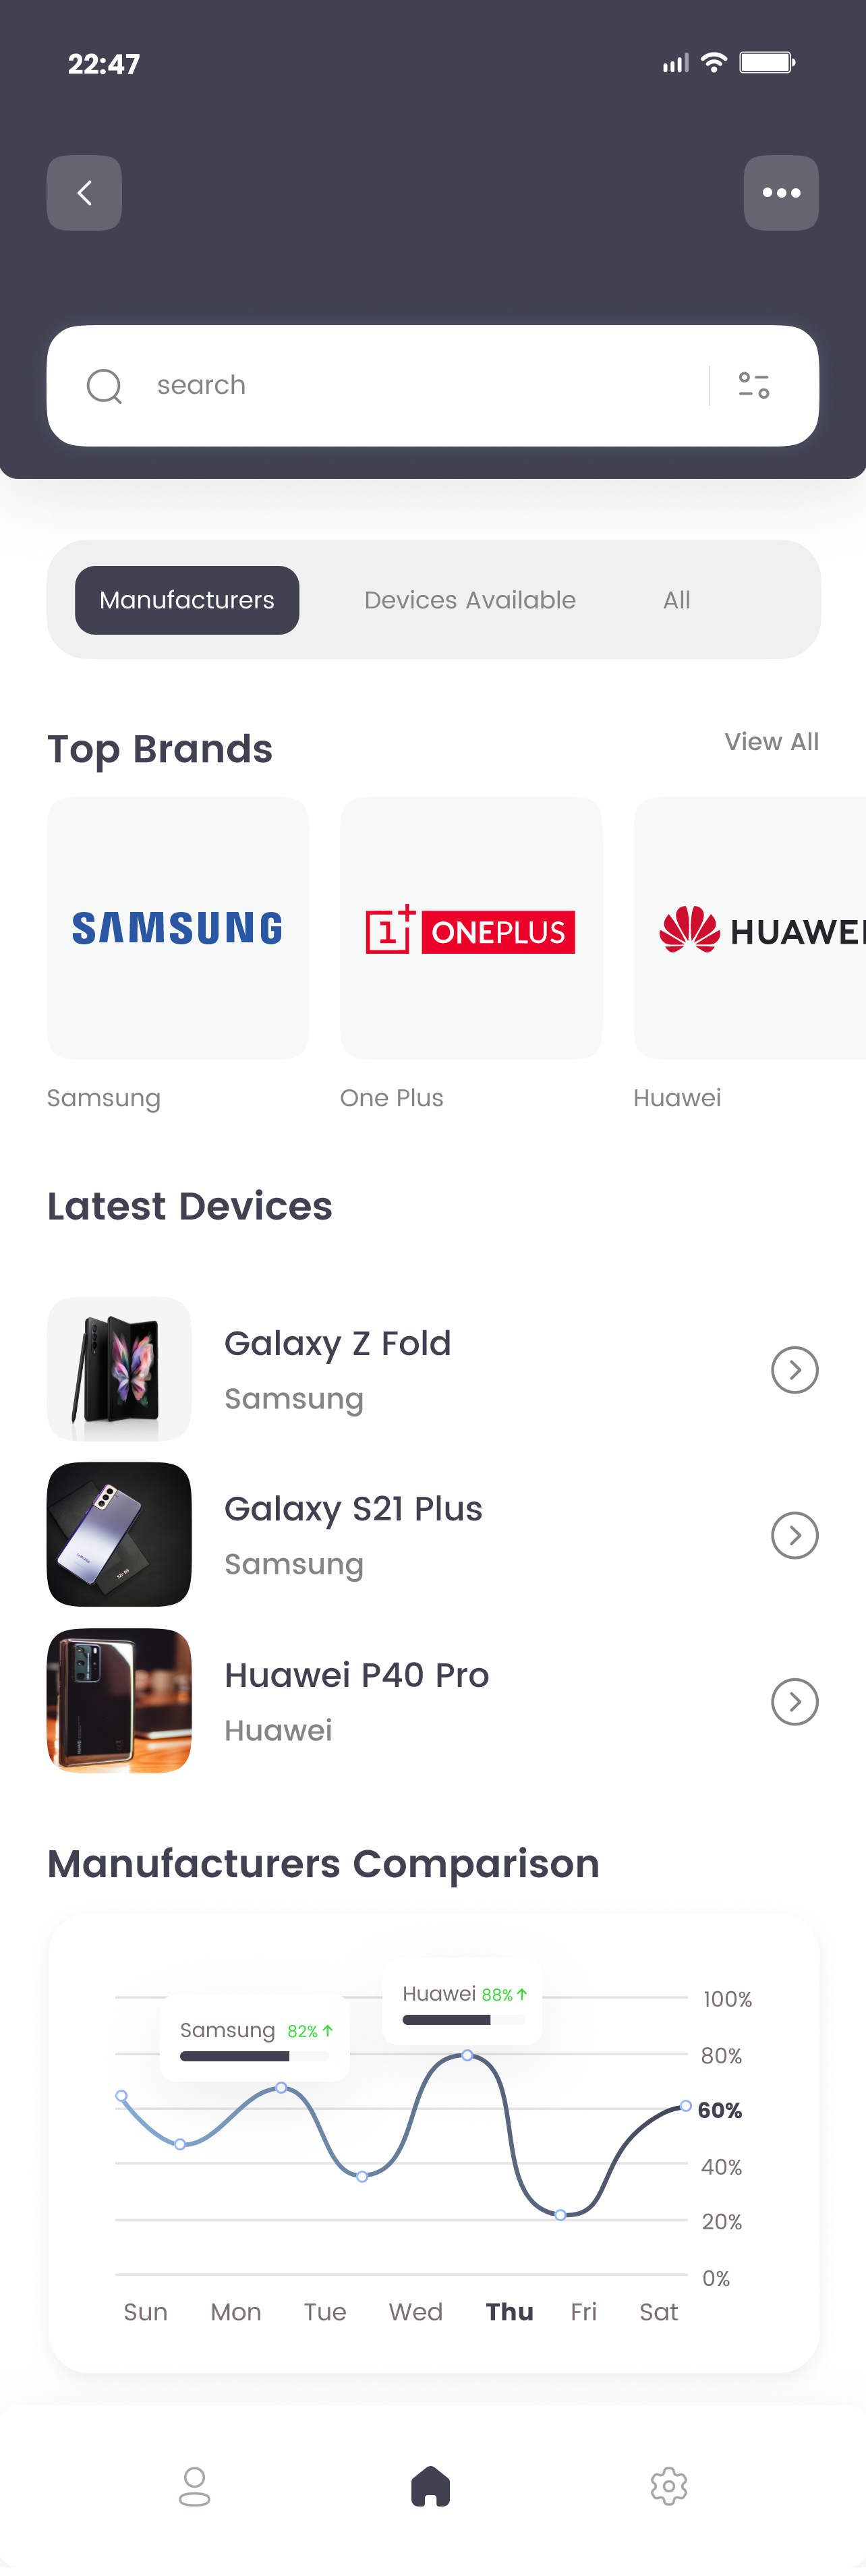 22:47
search
Manufacturers Devices Available All
Top Brands View All
SAMSUNG
1+ ONEPLUS
HUAWEI
Samsung One Plus Huawei
Latest Devices
Galaxy Z Fold
Samsung
Galaxy S21 Plus
Samsung
Huawei P40 Pro
Huawei
Manufacturers Comparison
Huawei 88%↑
Samsung 82%↑
100%
80%
60%
40%
20%
0%
Sun Mon Tue Wed Thu Fri Sat